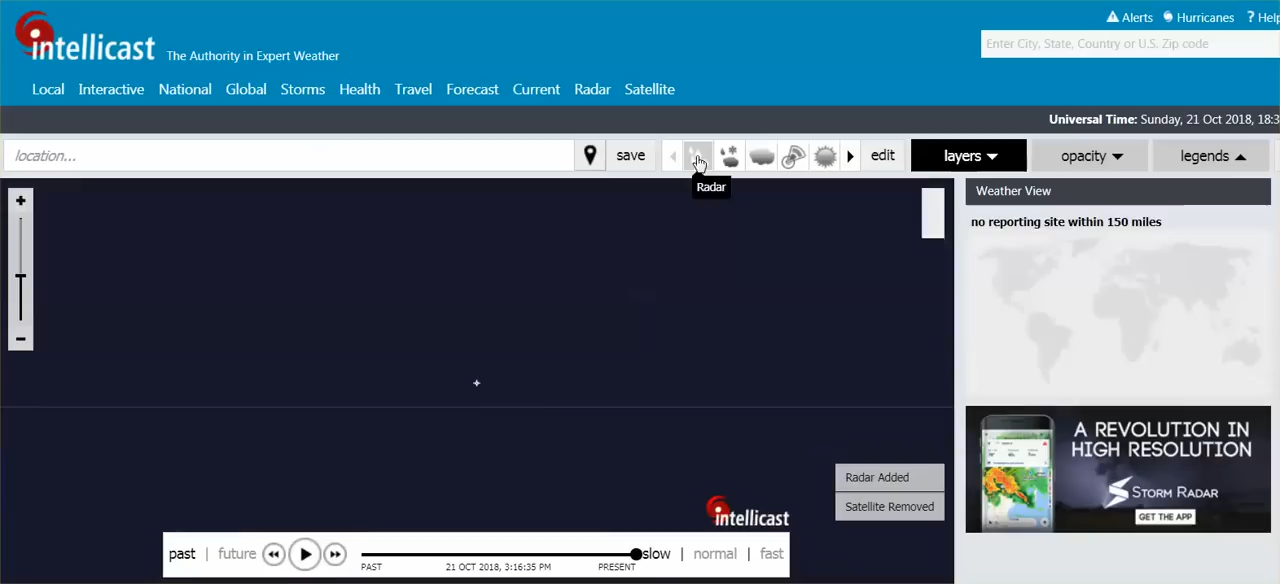 Alerts Hurricanes ? Help
intellicast The Authority in Expert Weather
Enter City, State, Country or U.S. Zip code
Local Interactive National Global Storms Health Travel Forecast Current Radar Satellite
Universal Time: Sunday, 21 Oct 2018, 18:3
location... save edit layers opacity legends
Radar
Weather View
no reporting site within 150 miles
A REVOLUTION IN
HIGH RESOLUTION
STORM RADAR
GET THE APP
Radar Added
Satellite Removed
intellicast
past | future slow | normal | fast
PAST 21 OCT 2018, 3:16:35 PM PRESENT